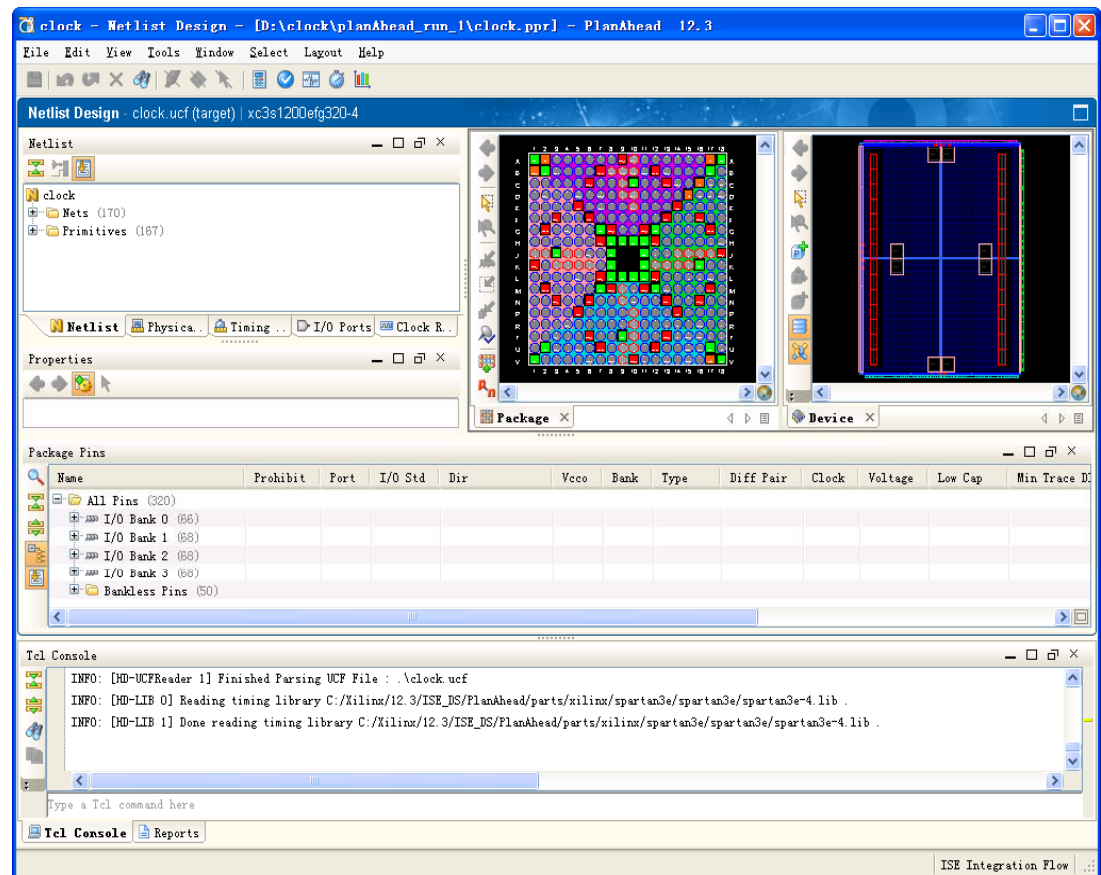 clock - Netlist Design - [D:\clock\planAhead_run_1\clock.ppr] - PlanAhead 12.3
File Edit View Tools Window Select Layout Help
Netlist Design - clock.ucf (target) | xc3s1200efg320-4
Netlist
clock
Nets (170)
Primitives (167)
Netlist Physica.. Timing .. I/O Ports Clock R..
Properties
Package
Device
Package Pins
Name Prohibit Port I/O Std Dir Vcco Bank Type Diff Pair Clock Voltage Low Cap Min Trace D
All Pins (320)
I/O Bank 0 (66)
I/O Bank 1 (68)
I/O Bank 2 (68)
I/O Bank 3 (68)
Bankless Pins (50)
Tcl Console
INFO: [HD-UCFReader 1] Finished Parsing UCF File : .\clock.ucf
INFO: [HD-LIB 0] Reading timing library C:/Xilinx/12.3/ISE_DS/PlanAhead/parts/xilinx/spartan3e/spartan3e/spartan3e-4.lib .
INFO: [HD-LIB 1] Done reading timing library C:/Xilinx/12.3/ISE_DS/PlanAhead/parts/xilinx/spartan3e/spartan3e/spartan3e-4.lib .
Type a Tcl command here
Tcl Console Reports
ISE Integration Flow